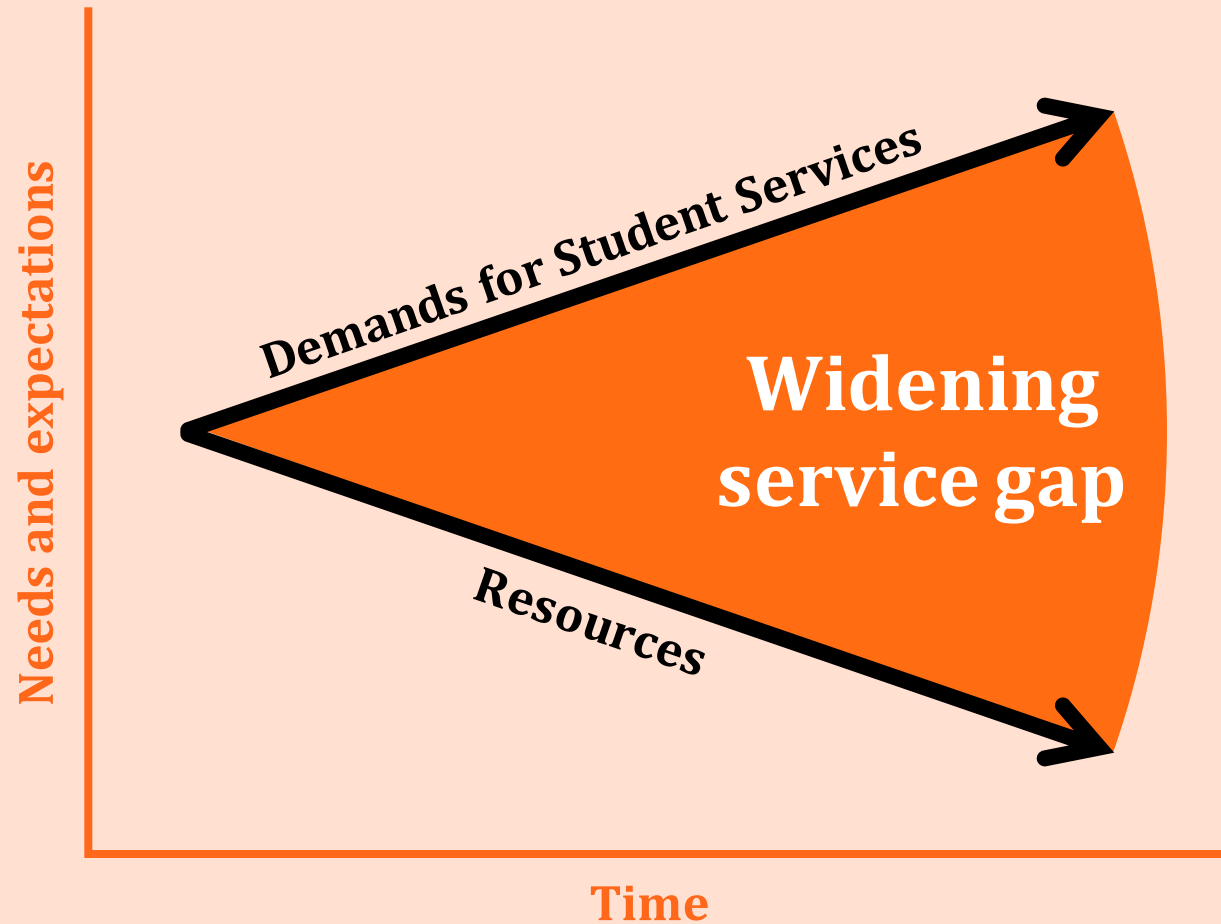 Needs and expectations
Demands for Student Services
Widening
service gap
Resources
Time